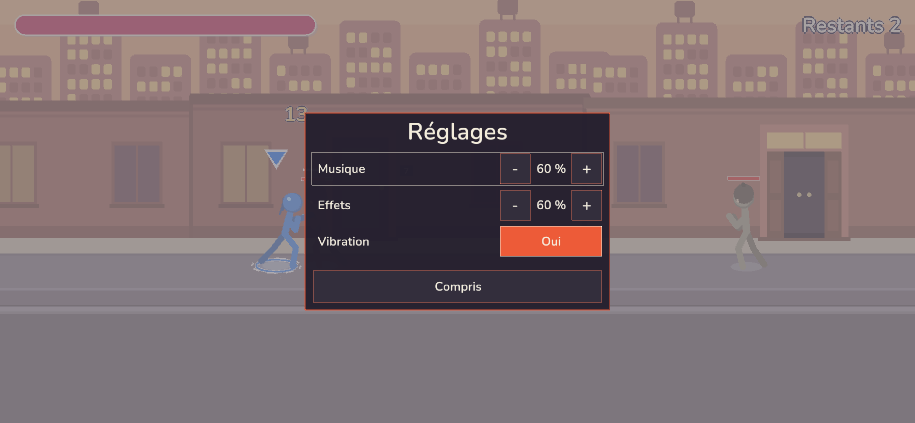 Restants 2
13
Réglages
Musique - 60 % +
Effets - 60 % +
Vibration Oui
Compris